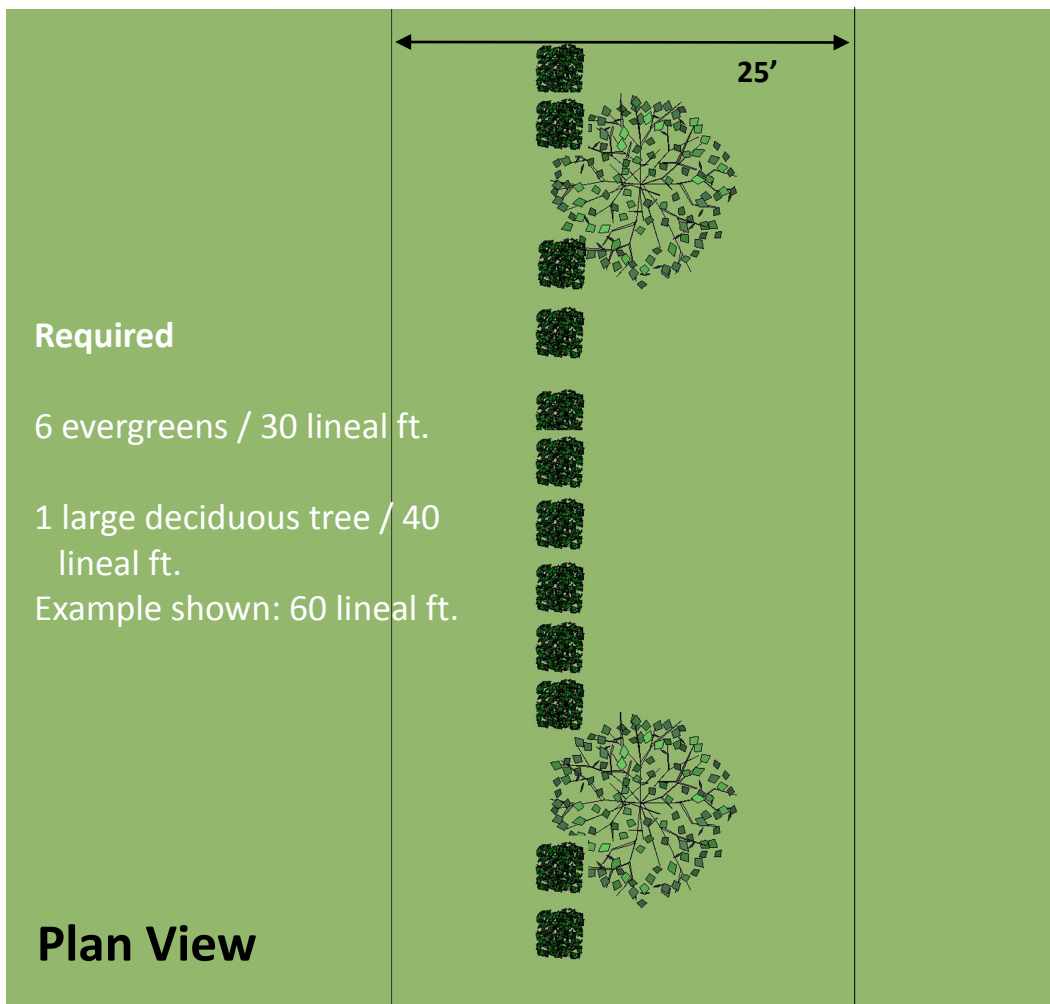 25’
Required
6 evergreens / 30 lineal ft.
1 large deciduous tree / 40
lineal ft.
Example shown: 60 lineal ft.
Plan View